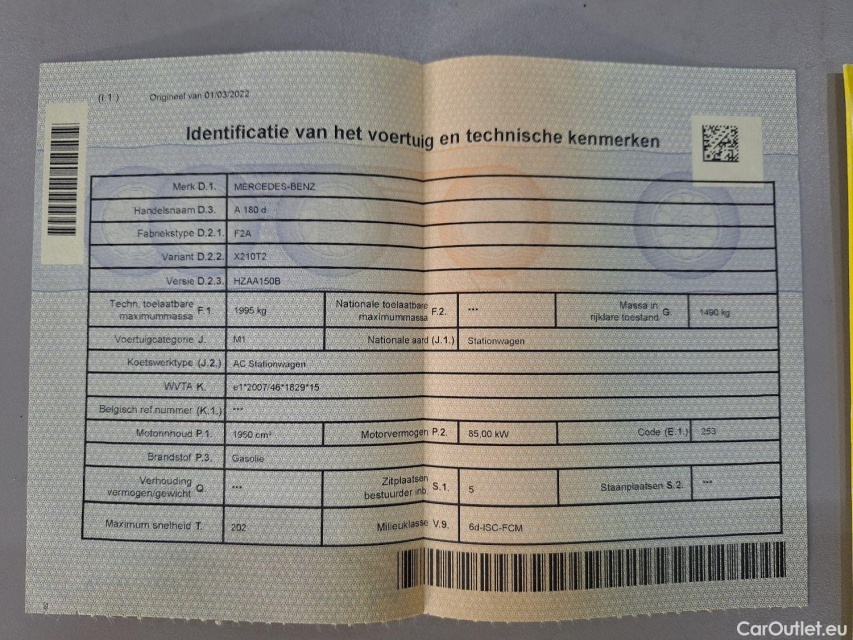 (I.1) Origineel van 01/03/2022
Identificatie van het voertuig en technische kenmerken
Merk D.1. MERCEDES-BENZ
Handelsnaam D.3. A 180 d
Fabriekstype D.2.1. F2A
Variant D.2.2. X210T2
Versie D.2.3. HZAA150B
Techn. toelaatbare maximummassa F.1. 1995 kg Nationale toelaatbare maximummassa F.2. --- Massa in rijklare toestand G. 1490 kg
Voertuigcategorie J. M1 Nationale aard (J.1.) Stationwagen
Koetswerktype (J.2.) AC Stationwagen
WVTA K. e1*2007/46*1829*15
Belgisch ref.nummer (K.1.) ---
Motorinhoud P.1. 1950 cm³ Motorvermogen P.2. 85,00 kW Code (E.1.) 253
Brandstof P.3. Gasolie
Verhouding vermogen/gewicht Q. --- Zitplaatsen bestuurder inb. S.1. 5 Staanplaatsen S.2. ---
Maximum snelheid T. 202 Milieuklasse V.9. 6d-ISC-FCM
CarOutlet.eu